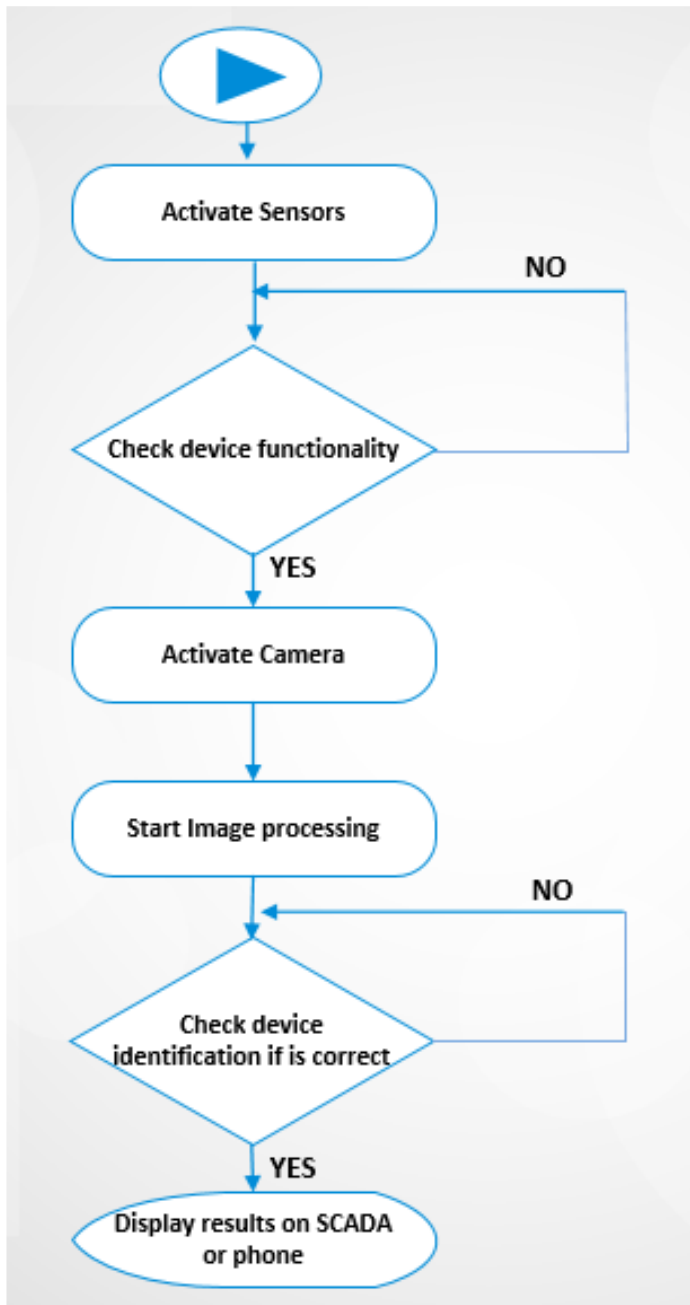 Activate Sensors
NO
Check device functionality
YES
Activate Camera
Start Image processing
NO
Check device
identification if is correct
YES
Display results on SCADA
or phone